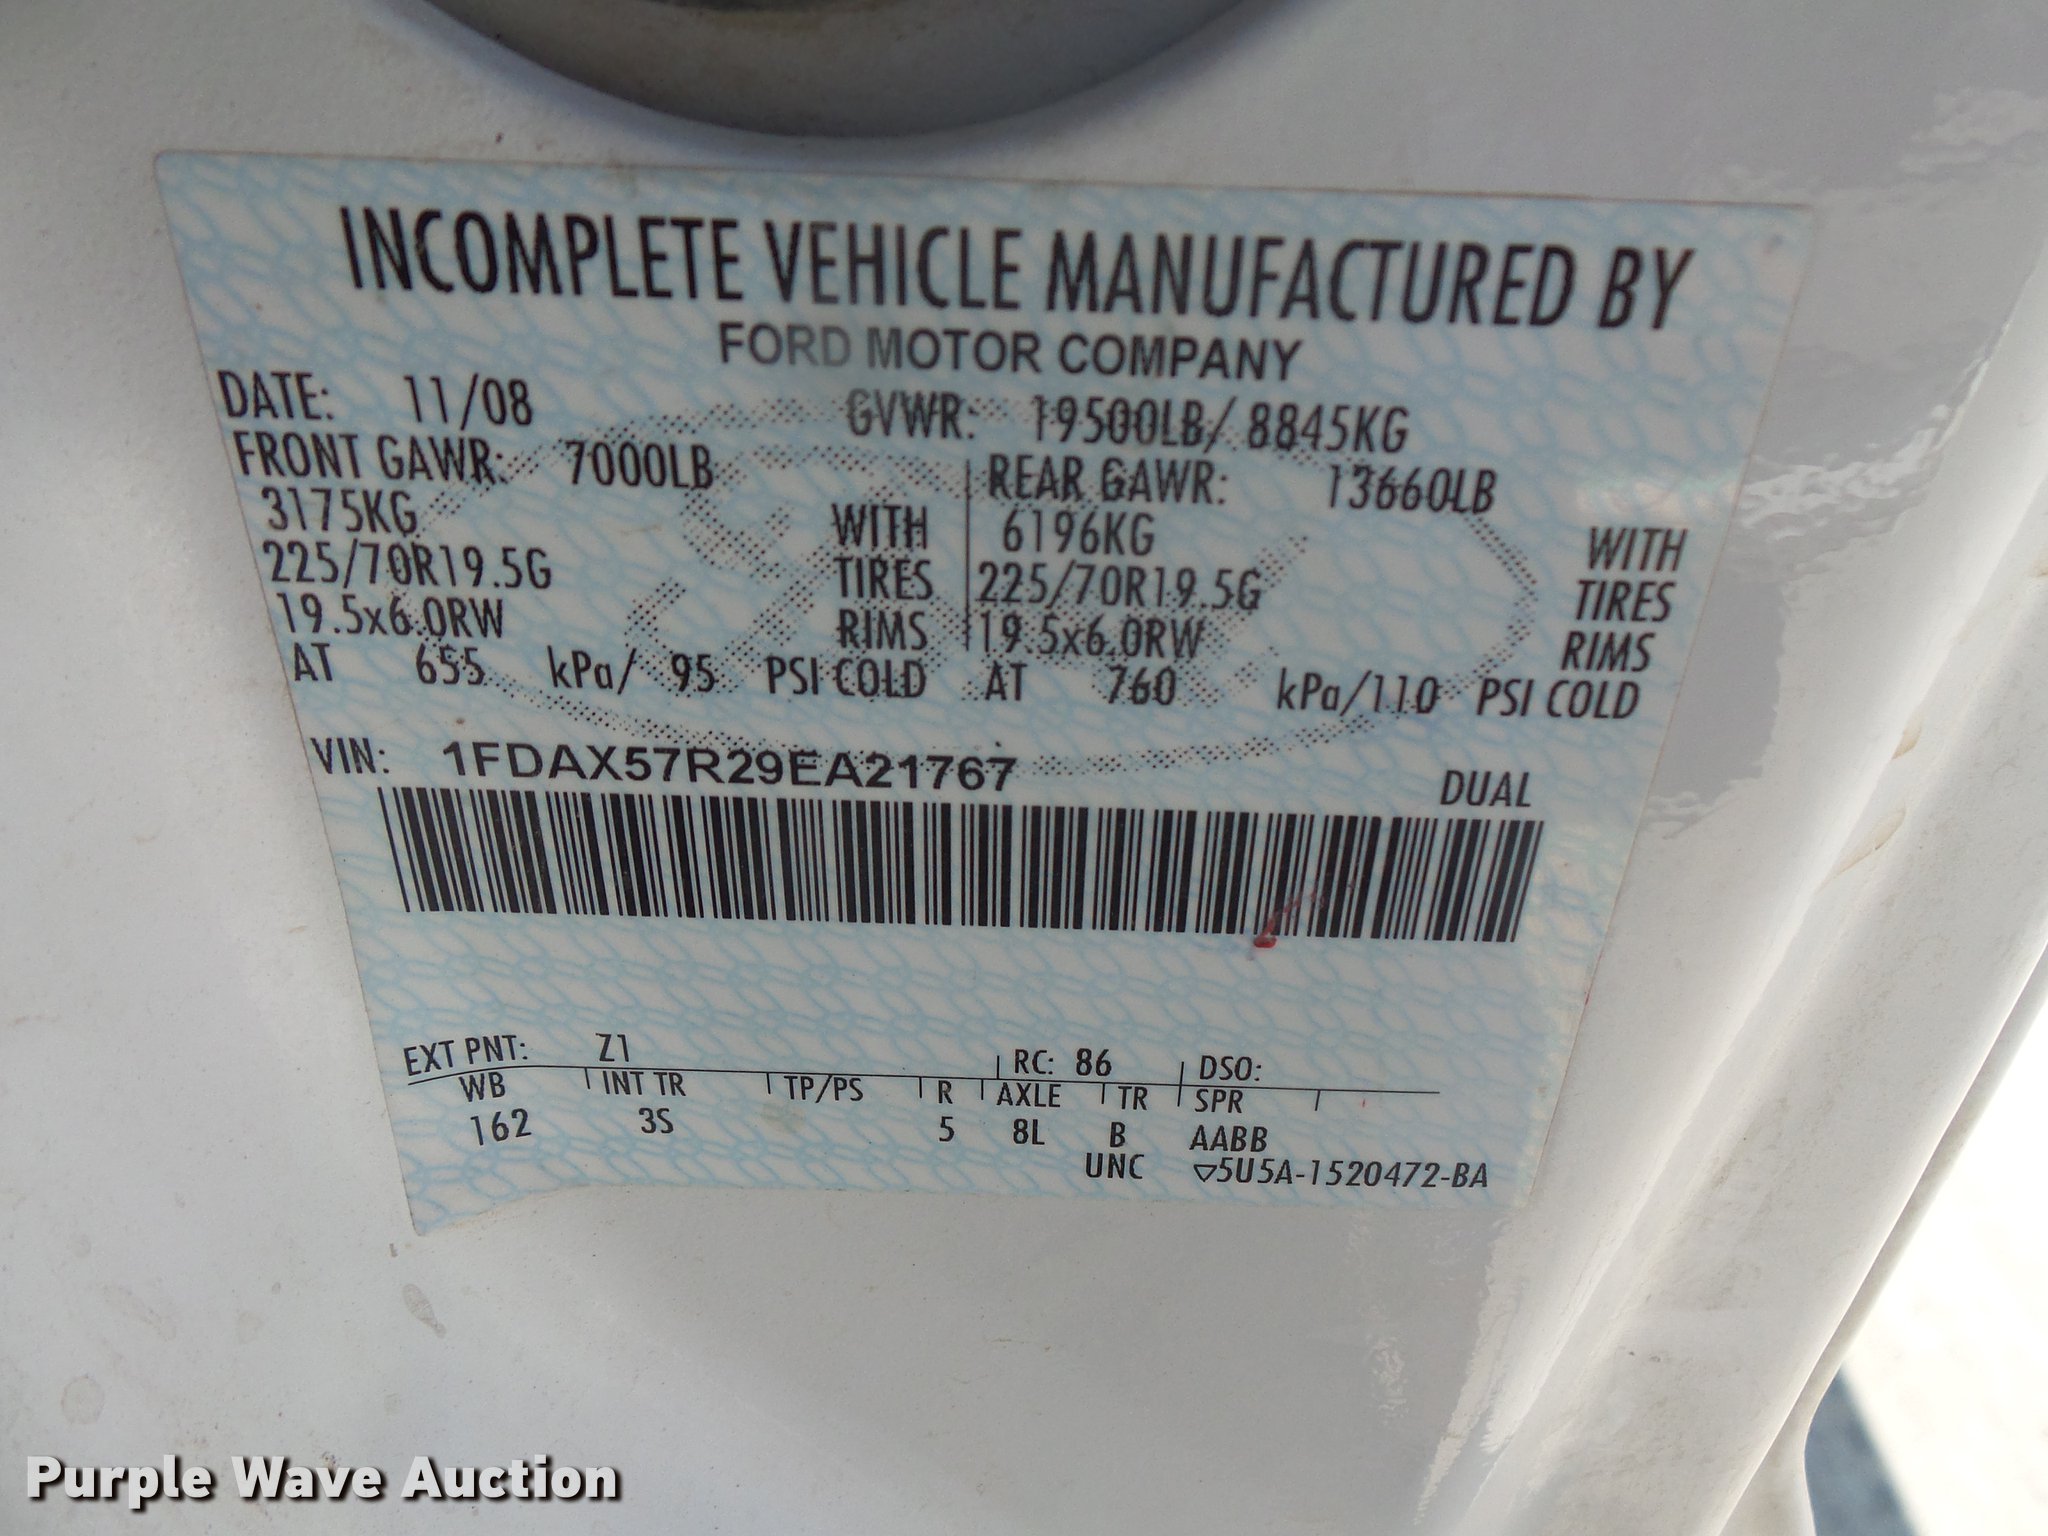 INCOMPLETE VEHICLE MANUFACTURED BY
FORD MOTOR COMPANY
DATE: 11/08 GVWR: 19500LB/ 8845KG
FRONT GAWR: 7000LB REAR GAWR: 13660LB
3175KG WITH 6196KG WITH
225/70R19.5G TIRES 225/70R19.5G TIRES
19.5x6.0RW RIMS 19.5x6.0RW RIMS
AT 655 kPa/ 95 PSI COLD AT 760 kPa/110 PSI COLD
VIN: 1FDAX57R29EA21767 DUAL
EXT PNT: Z1 RC: 86 DSO:
WB INT TR TP/PS R AXLE TR SPR
162 3S 5 8L B AABB
UNC ▽5U5A-1520472-BA
Purple Wave Auction